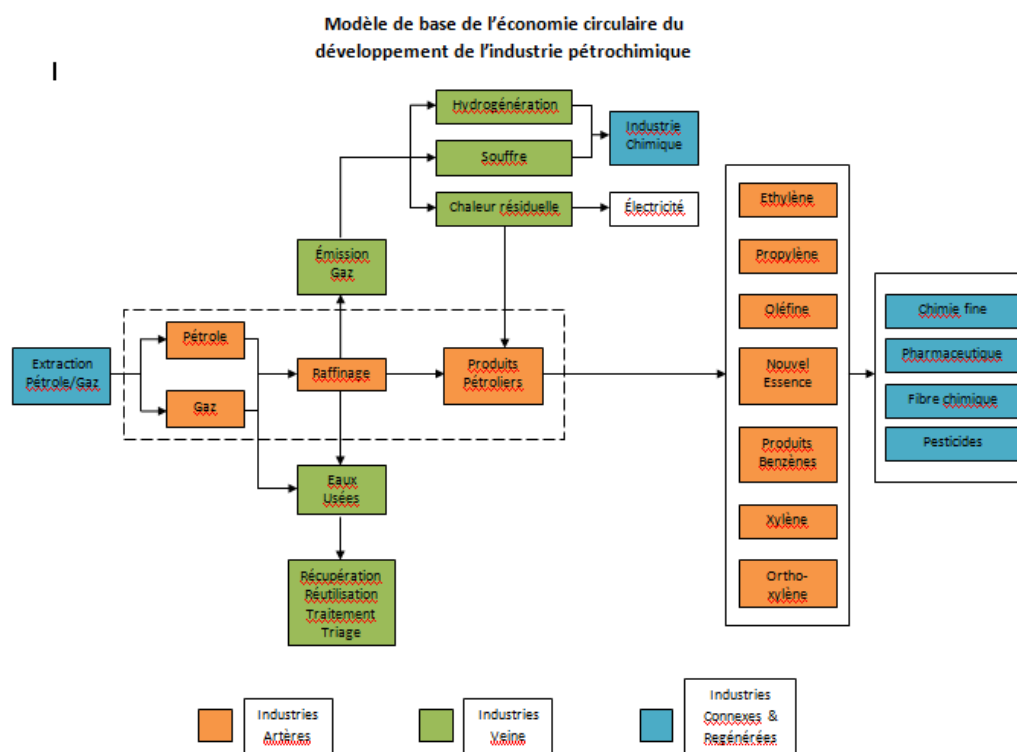 Modèle de base de l'économie circulaire du
développement de l'industrie pétrochimique
I
Hydrogénération
Souffre
Chaleur résiduelle
Industrie
Chimique
Électricité
Émission
Gaz
Extraction
Pétrole/Gaz
Pétrole
Gaz
Raffinage
Produits
Pétroliers
Eaux
Usées
Récupération
Réutilisation
Traitement
Triage
Ethylène
Propylène
Oléfine
Nouvel
Essence
Produits
Benzènes
Xylène
Ortho-
xylène
Chimie fine
Pharmaceutique
Fibre chimique
Pesticides
Industries
Artères
Industries
Veine
Industries
Connexes &
Regénérées